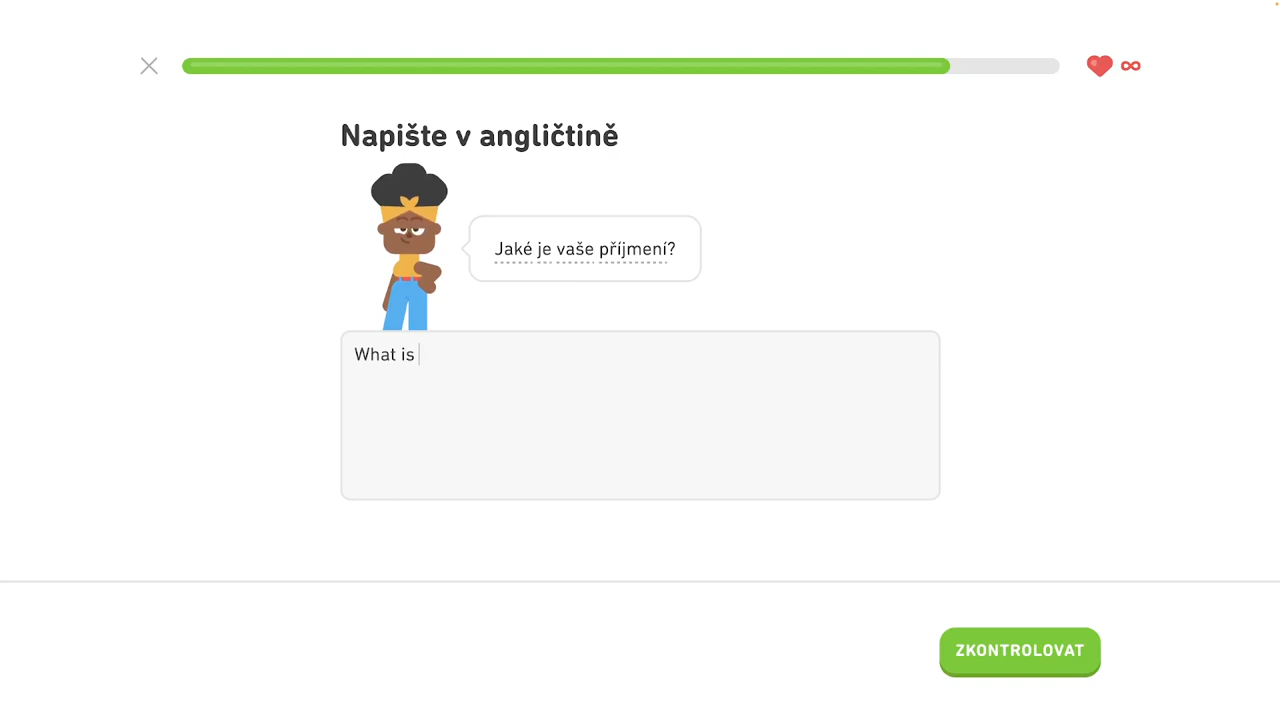 ∞
Napište v angličtině
Jaké je vaše příjmení?
What is
ZKONTROLOVAT